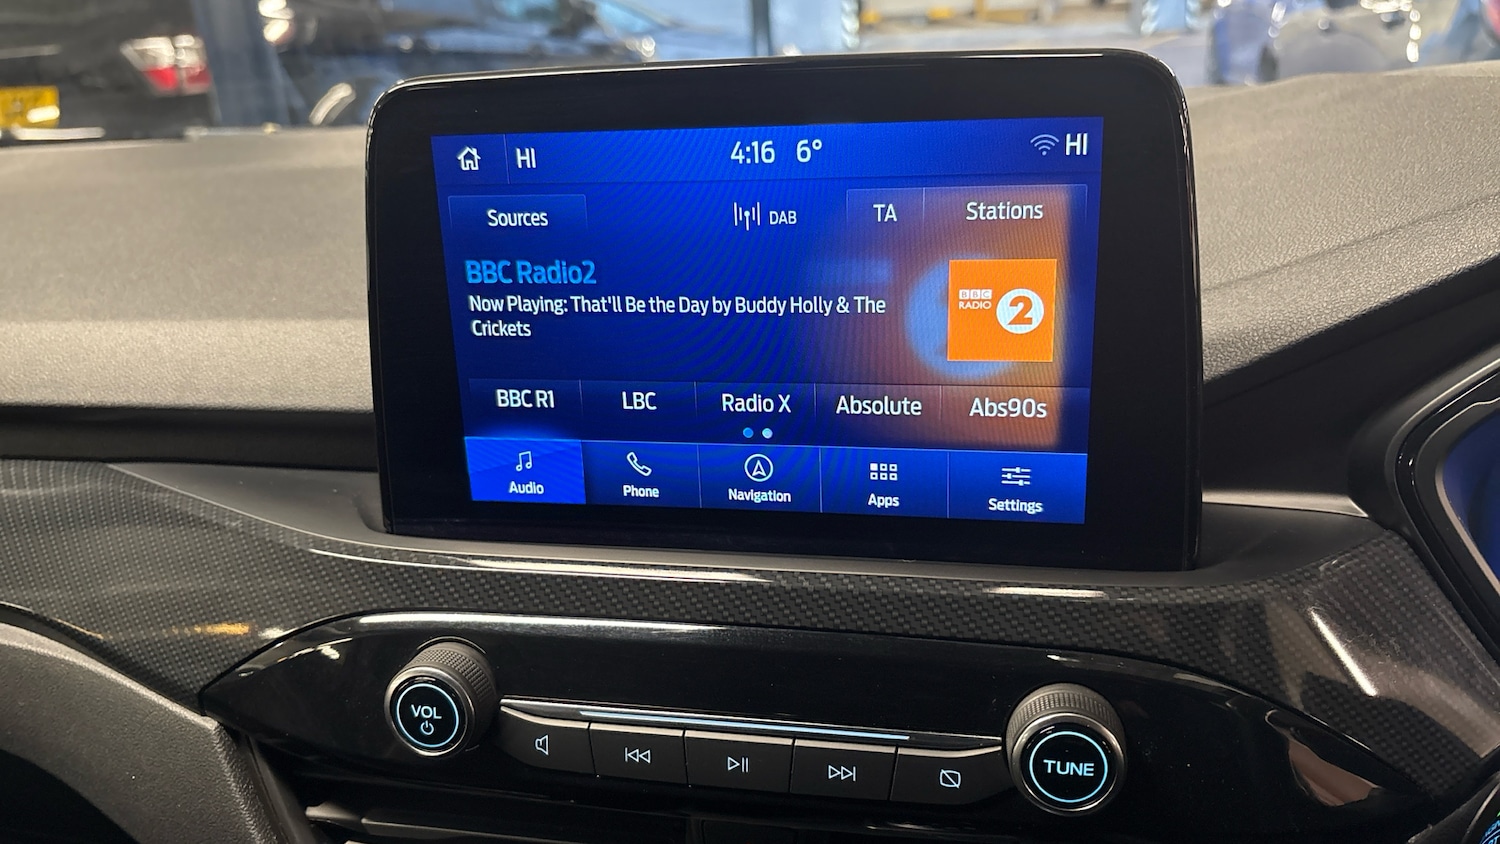 HI 4:16 6° HI
Sources DAB TA Stations
BBC Radio2
Now Playing: That'll Be the Day by Buddy Holly & The
Crickets
BBC
RADIO
2
BBC R1 LBC Radio X Absolute Abs90s
Audio Phone Navigation Apps Settings
VOL
TUNE